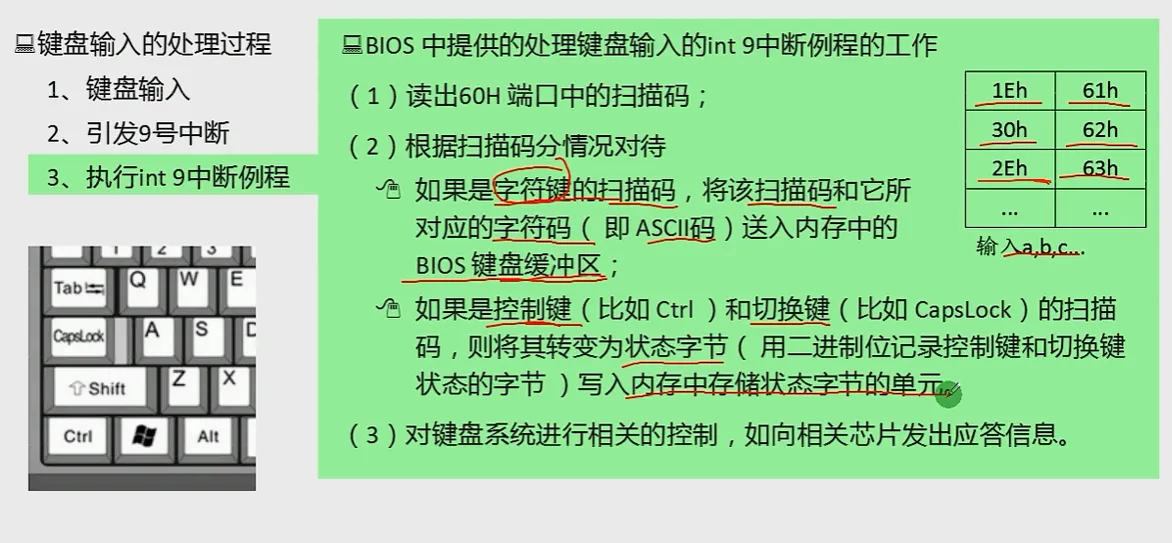 键盘输入的处理过程
1、键盘输入
2、引发9号中断
3、执行int 9中断例程
BIOS 中提供的处理键盘输入的int 9中断例程的工作
（1）读出60H 端口中的扫描码；
（2）根据扫描码分情况对待
如果是字符键的扫描码，将该扫描码和它所
对应的字符码（ 即 ASCII码）送入内存中的
BIOS 键盘缓冲区；
如果是控制键（比如 Ctrl ）和切换键（比如 CapsLock）的扫描
码，则将其转变为状态字节（ 用二进制位记录控制键和切换键
状态的字节 ）写入内存中存储状态字节的单元。
（3）对键盘系统进行相关的控制，如向相关芯片发出应答信息。
1Eh 61h
30h 62h
2Eh 63h
... ...
输入a,b,c...
1 2 3
Tab Q W E
CapsLock A S D
Shift Z X
Ctrl Alt